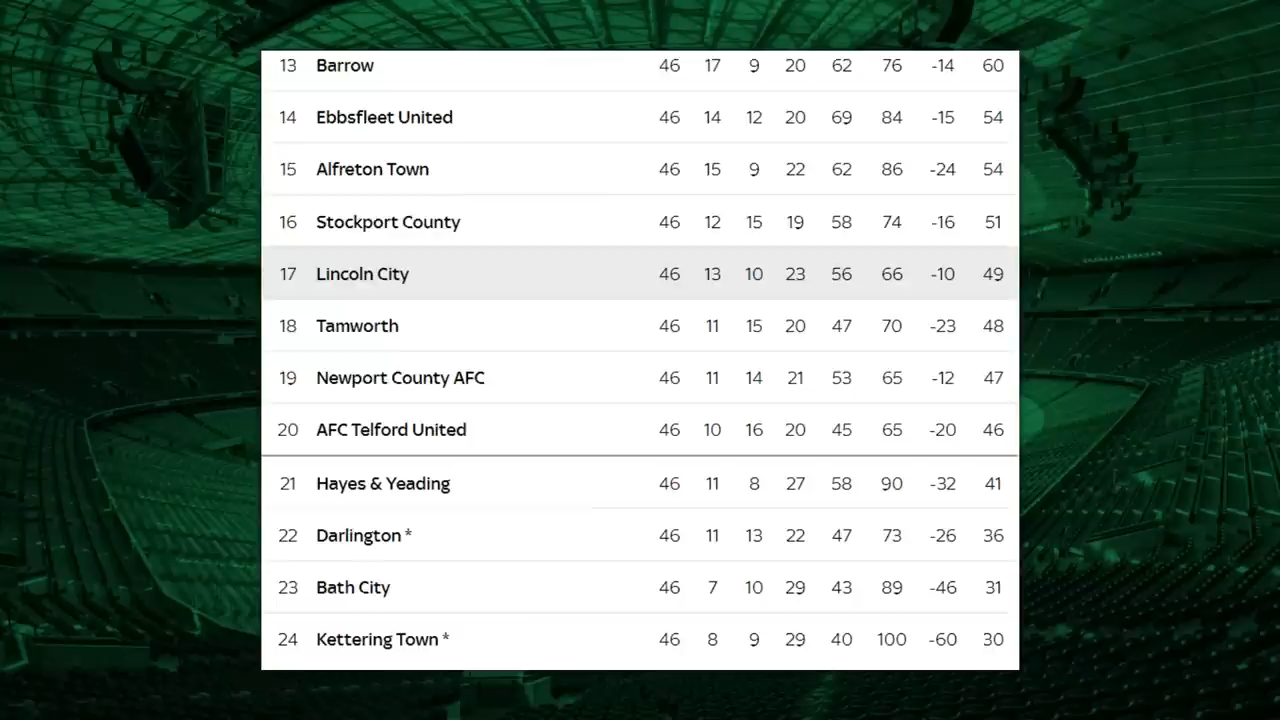 13 Barrow 46 17 9 20 62 76 -14 60
14 Ebbsfleet United 46 14 12 20 69 84 -15 54
15 Alfreton Town 46 15 9 22 62 86 -24 54
16 Stockport County 46 12 15 19 58 74 -16 51
17 Lincoln City 46 13 10 23 56 66 -10 49
18 Tamworth 46 11 15 20 47 70 -23 48
19 Newport County AFC 46 11 14 21 53 65 -12 47
20 AFC Telford United 46 10 16 20 45 65 -20 46
21 Hayes & Yeading 46 11 8 27 58 90 -32 41
22 Darlington * 46 11 13 22 47 73 -26 36
23 Bath City 46 7 10 29 43 89 -46 31
24 Kettering Town * 46 8 9 29 40 100 -60 30